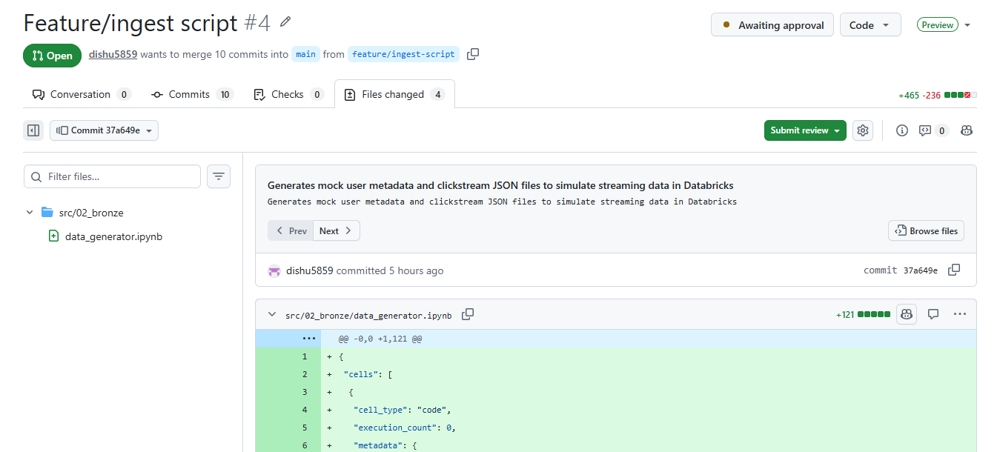 Feature/ingest script #4
Awaiting approval
Code
Preview
Open
dishu5859 wants to merge 10 commits into main from feature/ingest-script
Conversation 0
Commits 10
Checks 0
Files changed 4
+465 -236
Commit 37a649e
Submit review
0
Filter files...
src/02_bronze
data_generator.ipynb
Generates mock user metadata and clickstream JSON files to simulate streaming data in Databricks
Generates mock user metadata and clickstream JSON files to simulate streaming data in Databricks
Prev
Next
Browse files
dishu5859 committed 5 hours ago
commit 37a649e
src/02_bronze/data_generator.ipynb
+121
@@ -0,0 +1,121 @@
1 + {
2 + "cells": [
3 + {
4 + "cell_type": "code",
5 + "execution_count": 0,
6 + "metadata": {